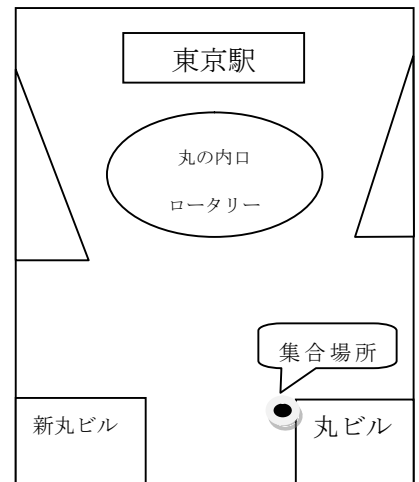 東京駅
丸の内口
ロータリー
集合場所
新丸ビル
丸ビル